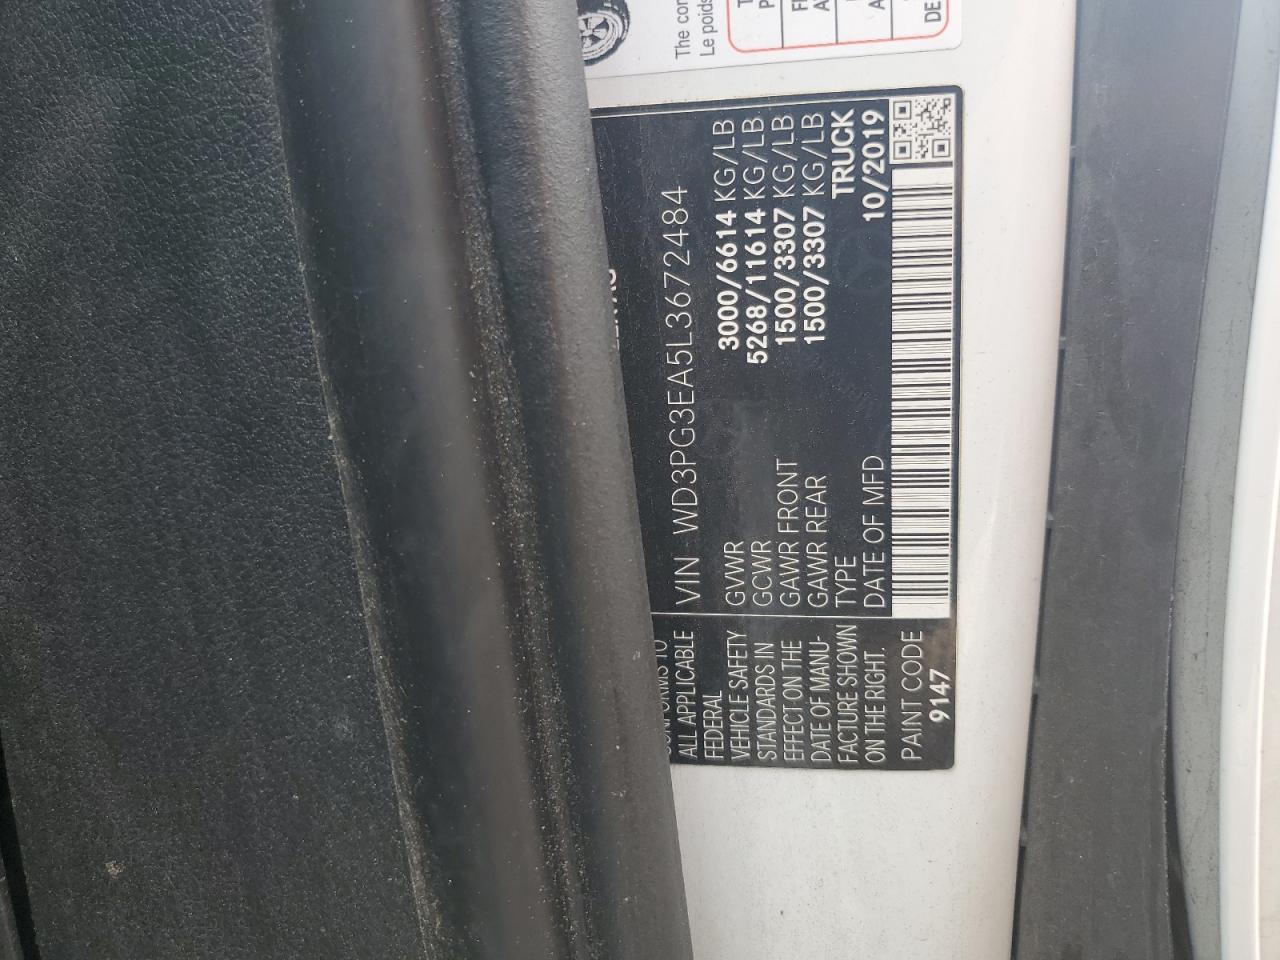 The con
Le poids
DE
VIN WD3PG3EA5L3672484
GVWR 3000/6614 KG/LB
GCWR 5268/11614 KG/LB
GAWR FRONT 1500/3307 KG/LB
GAWR REAR 1500/3307 KG/LB
TYPE TRUCK
DATE OF MFD 10/2019
ALL APPLICABLE
FEDERAL
VEHICLE SAFETY
STANDARDS IN
EFFECT ON THE
DATE OF MANU-
FACTURE SHOWN
ON THE RIGHT.
PAINT CODE
9147